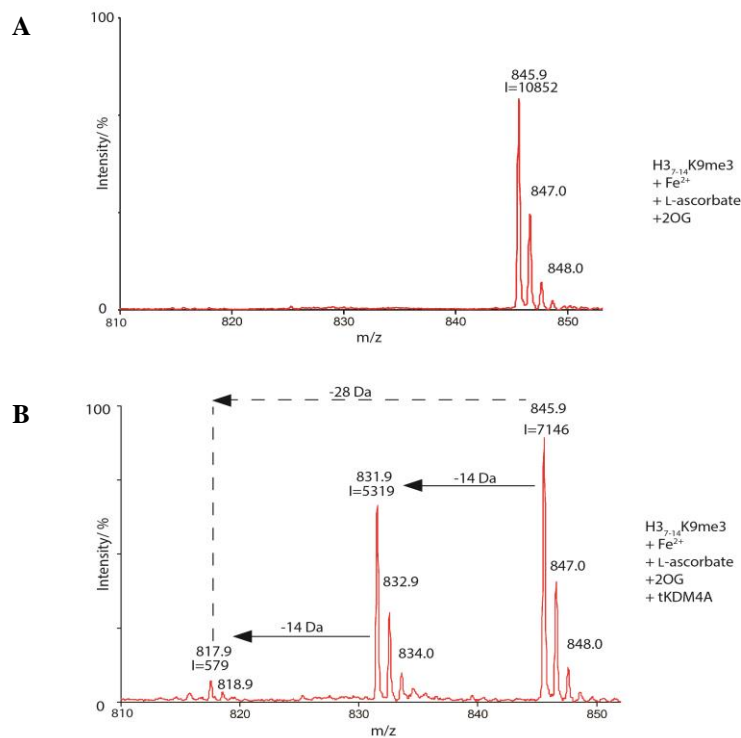 A
100
Intensity/ %
0
845.9
I=10852
847.0
848.0
810
820
830
840
850
m/z
H3₇₋₁₄K9me3
+ Fe²⁺
+ L-ascorbate
+2OG
B
100
Intensity/ %
0
-28 Da
845.9
I=7146
831.9
I=5319
-14 Da
847.0
832.9
-14 Da
817.9
I=579
834.0
848.0
818.9
810
820
830
840
850
m/z
H3₇₋₁₄K9me3
+ Fe²⁺
+ L-ascorbate
+2OG
+ tKDM4A